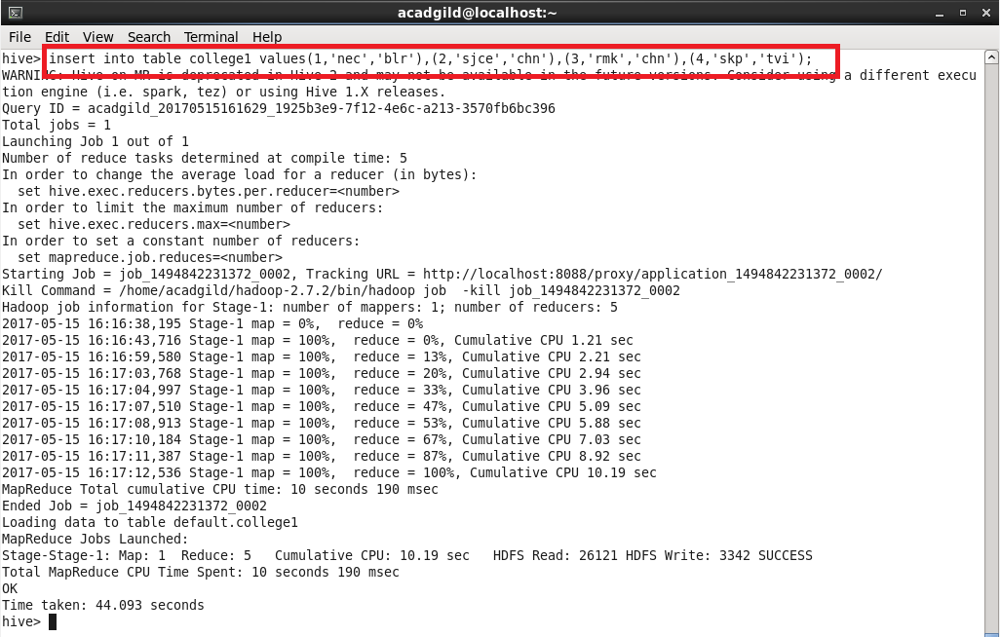 acadgild@localhost:~
File Edit View Search Terminal Help
hive> insert into table college1 values(1,'nec','blr'),(2,'sjce','chn'),(3,'rmk','chn'),(4,'skp','tvi');
WARNING: Hive-on-MR is deprecated in Hive 2 and may not be available in the future versions. Consider using a different execu
tion engine (i.e. spark, tez) or using Hive 1.X releases.
Query ID = acadgild_20170515161629_1925b3e9-7f12-4e6c-a213-3570fb6bc396
Total jobs = 1
Launching Job 1 out of 1
Number of reduce tasks determined at compile time: 5
In order to change the average load for a reducer (in bytes):
  set hive.exec.reducers.bytes.per.reducer=<number>
In order to limit the maximum number of reducers:
  set hive.exec.reducers.max=<number>
In order to set a constant number of reducers:
  set mapreduce.job.reduces=<number>
Starting Job = job_1494842231372_0002, Tracking URL = http://localhost:8088/proxy/application_1494842231372_0002/
Kill Command = /home/acadgild/hadoop-2.7.2/bin/hadoop job  -kill job_1494842231372_0002
Hadoop job information for Stage-1: number of mappers: 1; number of reducers: 5
2017-05-15 16:16:38,195 Stage-1 map = 0%,  reduce = 0%
2017-05-15 16:16:43,716 Stage-1 map = 100%,  reduce = 0%, Cumulative CPU 1.21 sec
2017-05-15 16:16:59,580 Stage-1 map = 100%,  reduce = 13%, Cumulative CPU 2.21 sec
2017-05-15 16:17:03,768 Stage-1 map = 100%,  reduce = 20%, Cumulative CPU 2.94 sec
2017-05-15 16:17:04,997 Stage-1 map = 100%,  reduce = 33%, Cumulative CPU 3.96 sec
2017-05-15 16:17:07,510 Stage-1 map = 100%,  reduce = 47%, Cumulative CPU 5.09 sec
2017-05-15 16:17:08,913 Stage-1 map = 100%,  reduce = 53%, Cumulative CPU 5.88 sec
2017-05-15 16:17:10,184 Stage-1 map = 100%,  reduce = 67%, Cumulative CPU 7.03 sec
2017-05-15 16:17:11,387 Stage-1 map = 100%,  reduce = 87%, Cumulative CPU 8.92 sec
2017-05-15 16:17:12,536 Stage-1 map = 100%,  reduce = 100%, Cumulative CPU 10.19 sec
MapReduce Total cumulative CPU time: 10 seconds 190 msec
Ended Job = job_1494842231372_0002
Loading data to table default.college1
MapReduce Jobs Launched:
Stage-Stage-1: Map: 1  Reduce: 5   Cumulative CPU: 10.19 sec   HDFS Read: 26121 HDFS Write: 3342 SUCCESS
Total MapReduce CPU Time Spent: 10 seconds 190 msec
OK
Time taken: 44.093 seconds
hive>